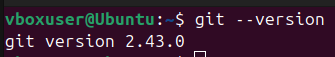 vboxuser@Ubuntu:~$ git --version
git version 2.43.0